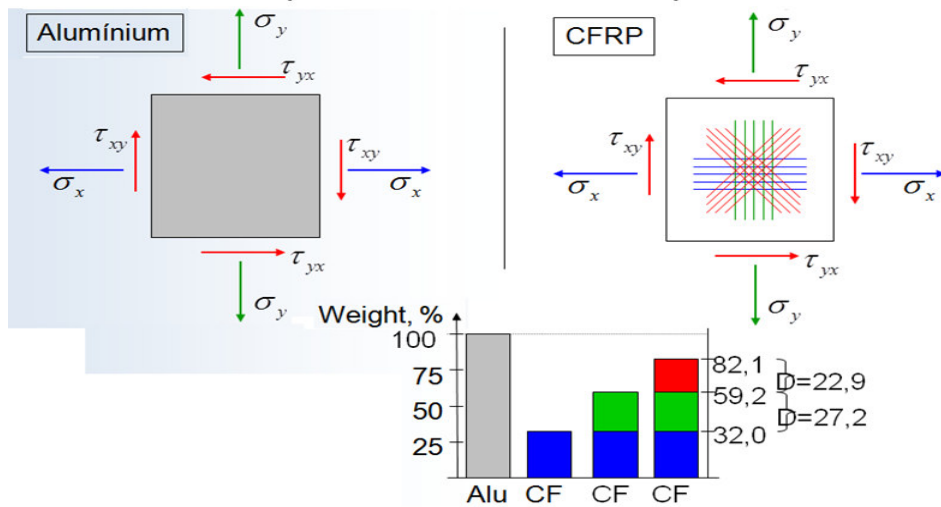 Alumínium
σy
τyx
τxy
σx
τxy
σx
τyx
σy
CFRP
σy
τyx
τxy
σx
τxy
σx
τyx
σy
Weight, %
100
75
50
25
82,1
D=22,9
59,2
D=27,2
32,0
Alu CF CF CF